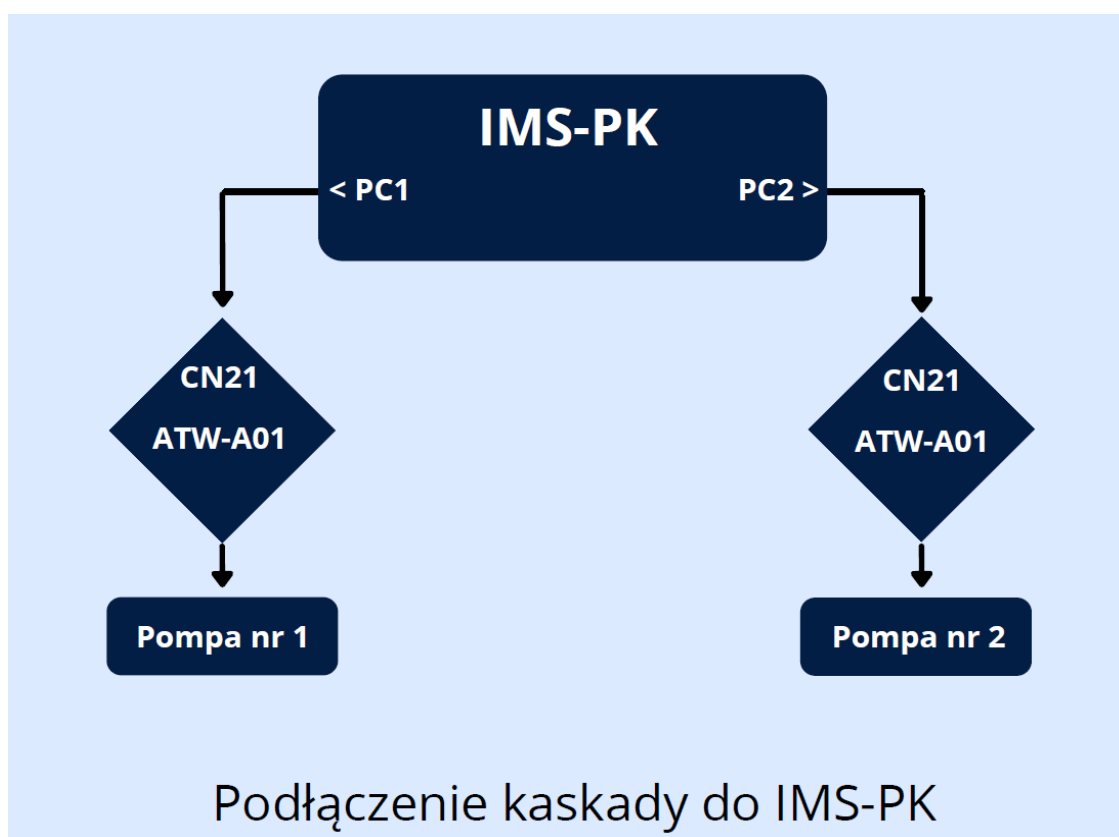 IMS-PK
< PC1
PC2 >
CN21
ATW-A01
CN21
ATW-A01
Pompa nr 1
Pompa nr 2
Podłączenie kaskady do IMS-PK